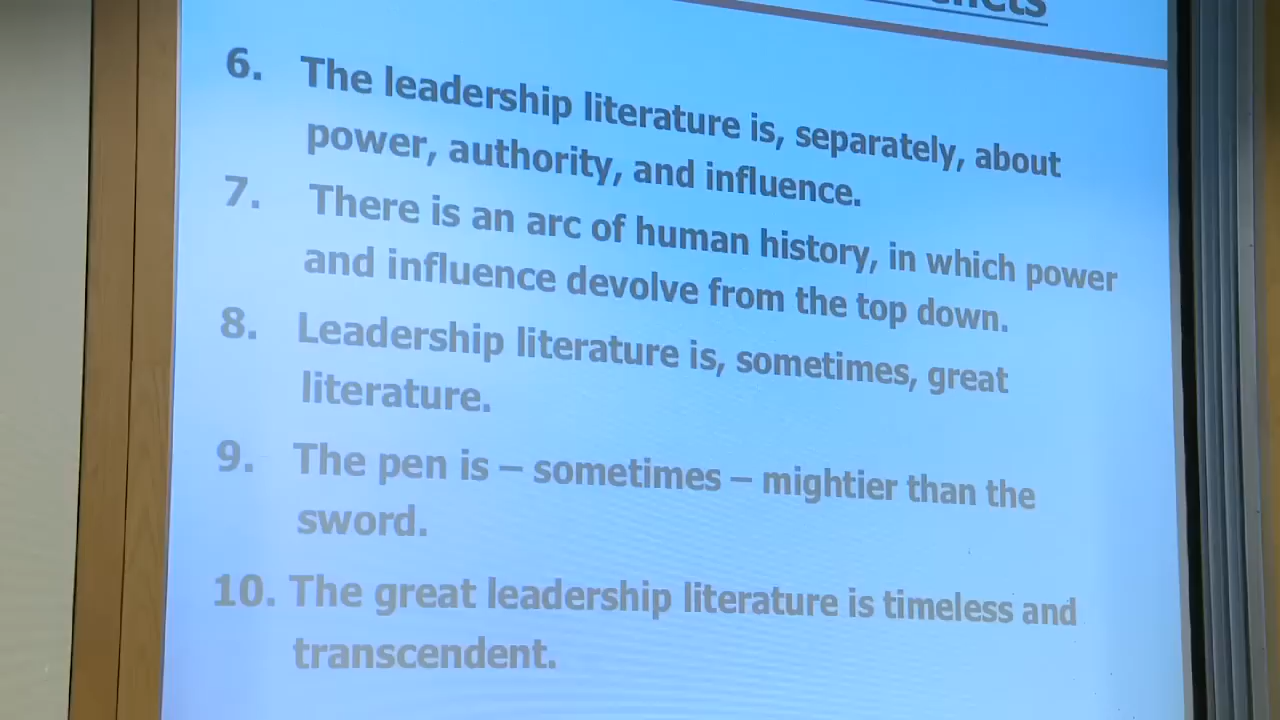 6. The leadership literature is, separately, about
power, authority, and influence.
7. There is an arc of human history, in which power
and influence devolve from the top down.
8. Leadership literature is, sometimes, great
literature.
9. The pen is – sometimes – mightier than the
sword.
10. The great leadership literature is timeless and
transcendent.